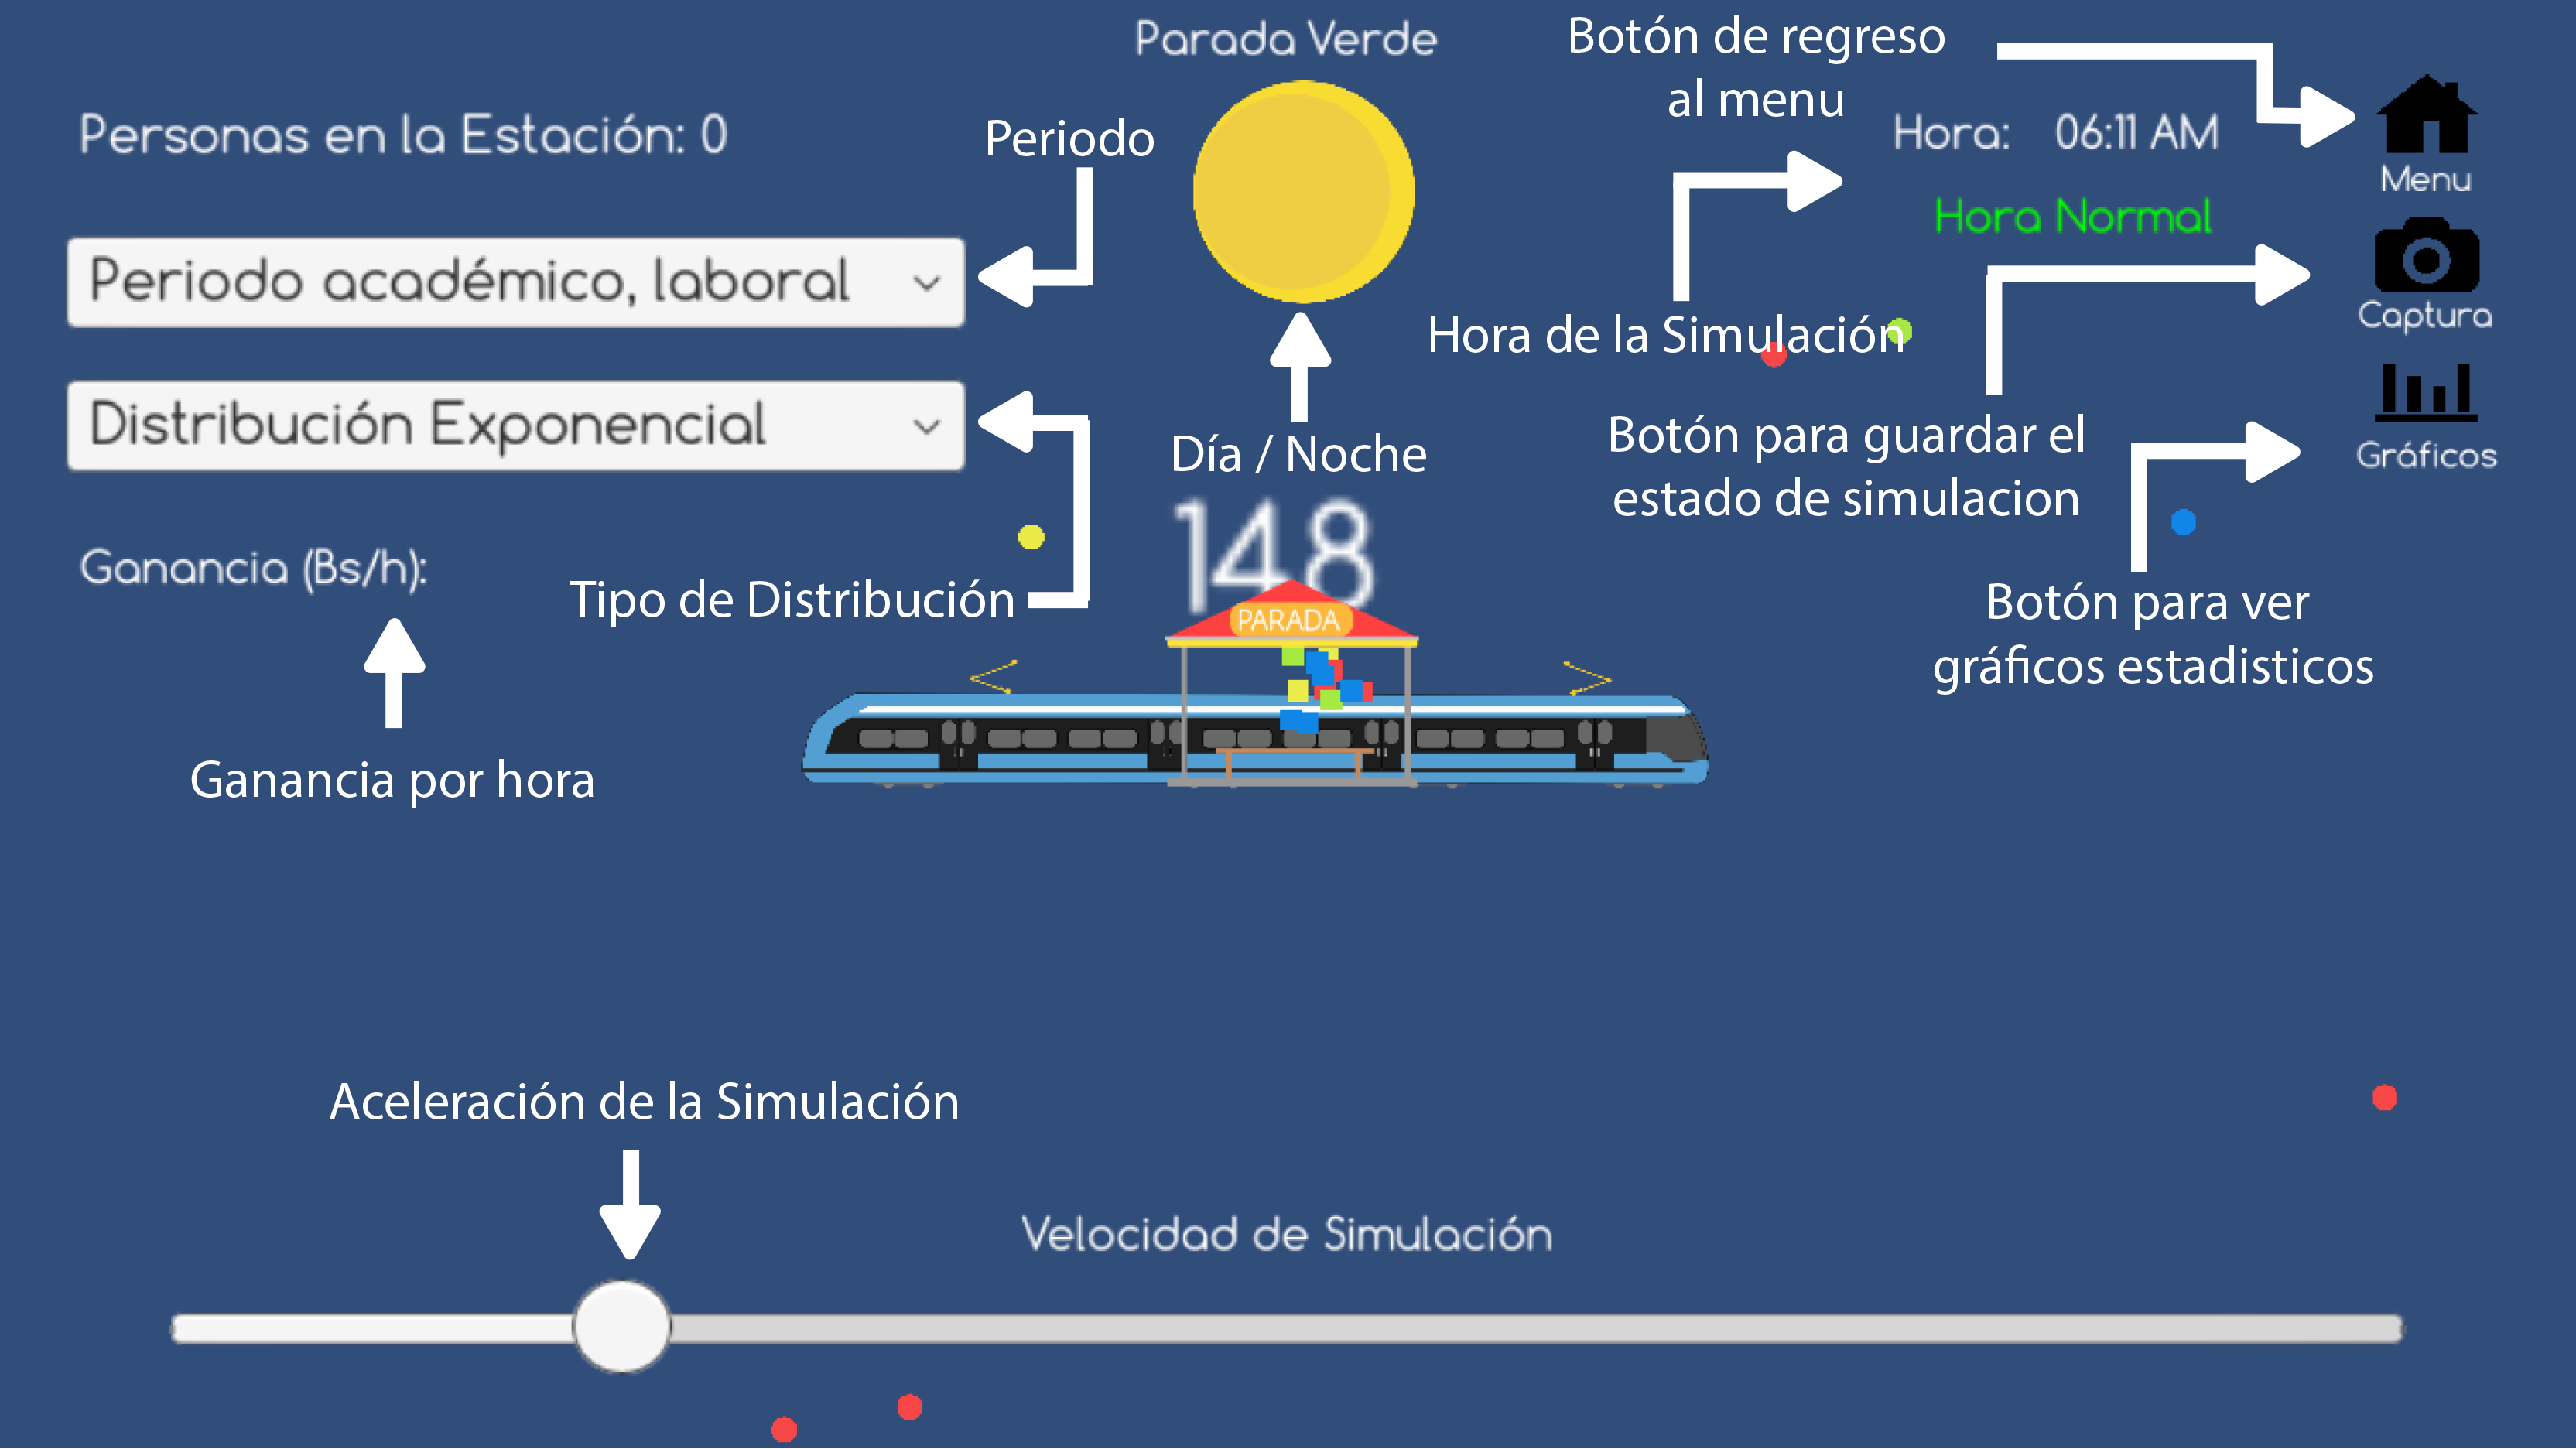 Parada Verde
Botón de regreso
al menu
Personas en la Estación: 0
Periodo
Hora: 06:11 AM
Menu
Hora Normal
Periodo académico, laboral
Captura
Hora de la Simulación
Distribución Exponencial
Día / Noche
Botón para guardar el
estado de simulacion
Gráficos
148
Ganancia (Bs/h):
Tipo de Distribución
PARADA
Botón para ver
gráficos estadisticos
Ganancia por hora
Aceleración de la Simulación
Velocidad de Simulación